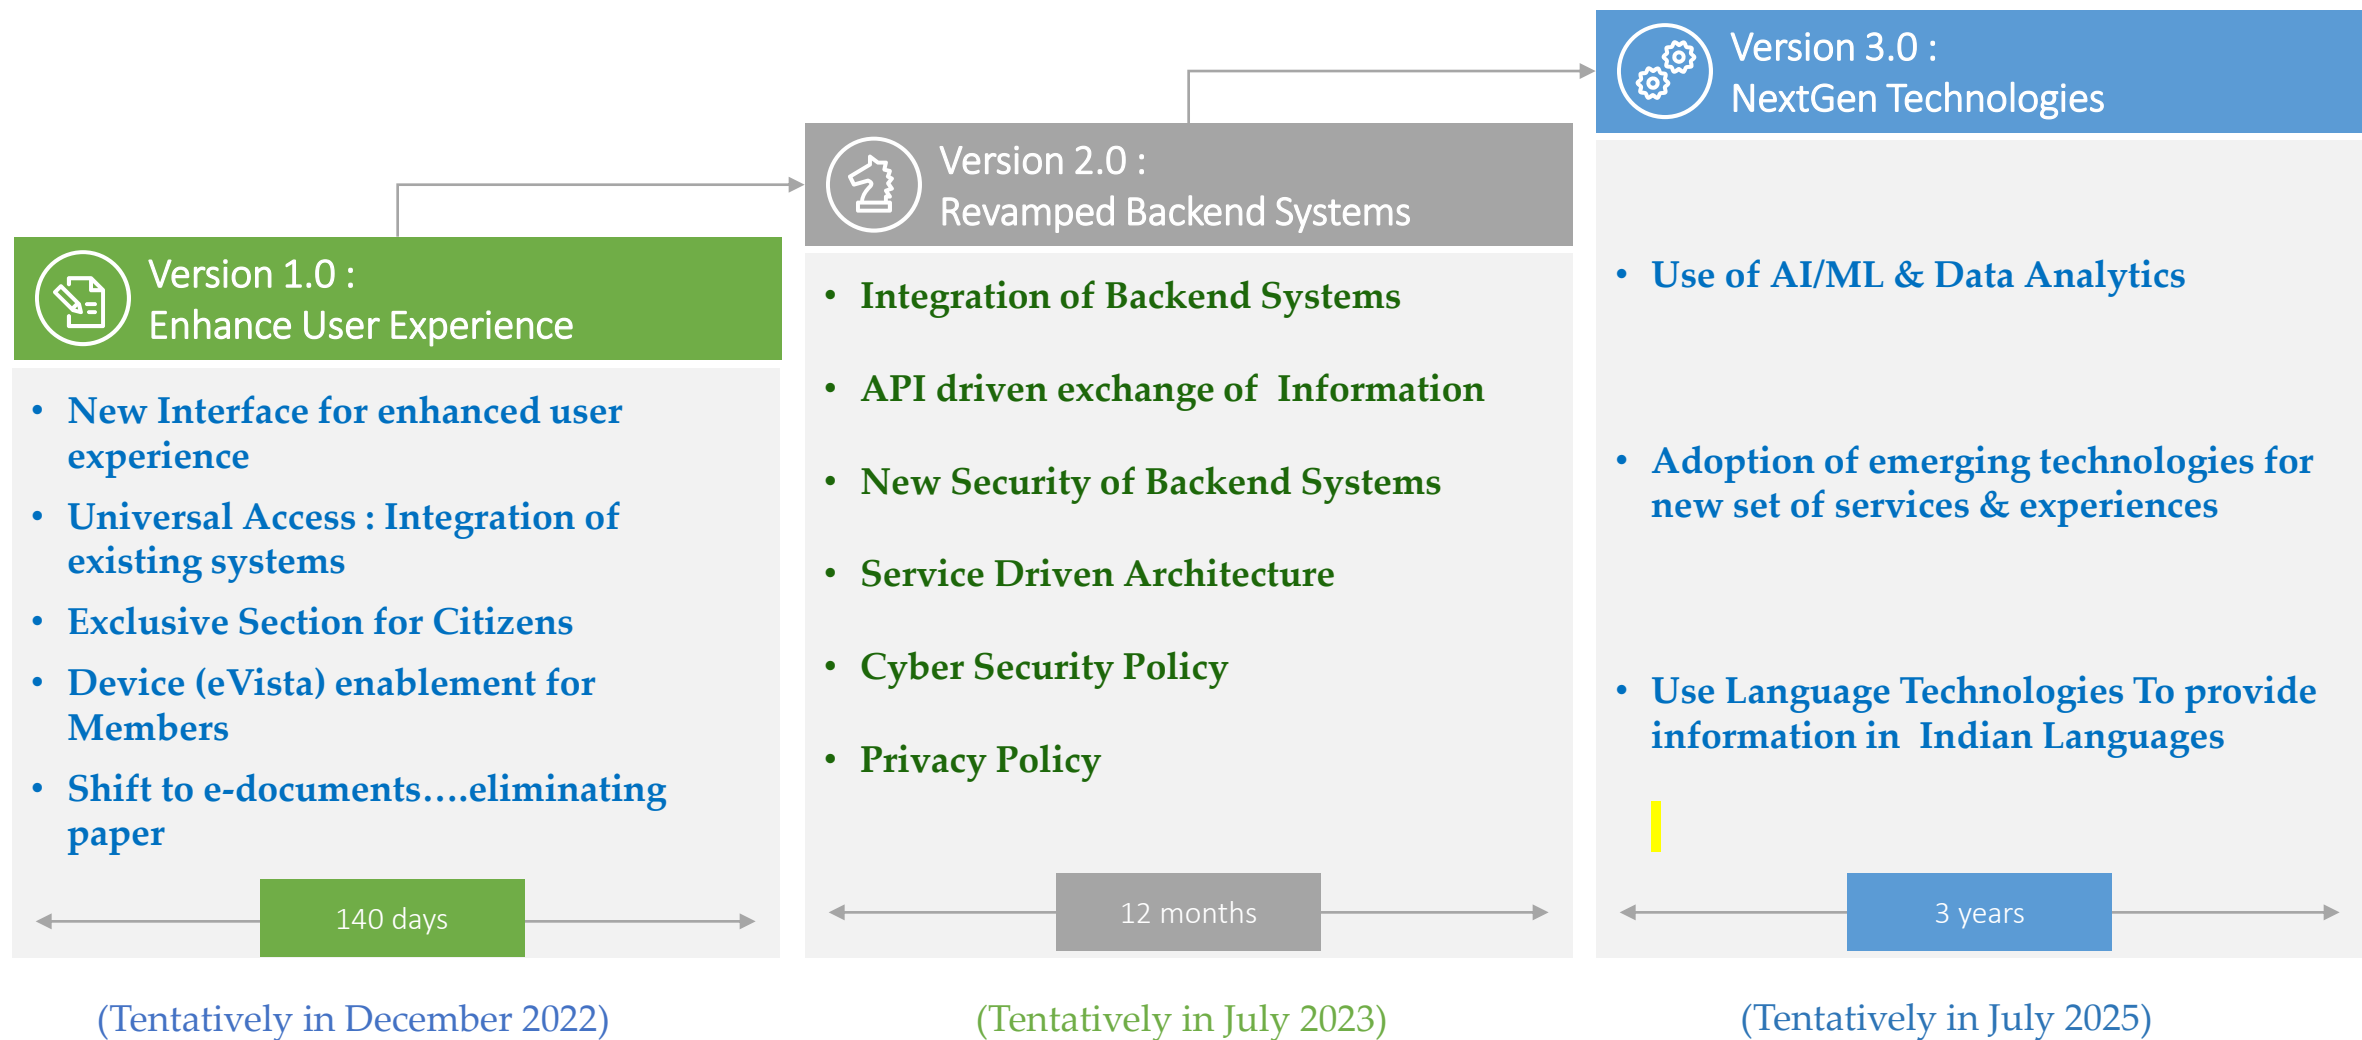 Version 1.0 :
Enhance User Experience
• New Interface for enhanced user
experience
• Universal Access : Integration of
existing systems
• Exclusive Section for Citizens
• Device (eVista) enablement for
Members
• Shift to e-documents….eliminating
paper
140 days
(Tentatively in December 2022)
Version 2.0 :
Revamped Backend Systems
• Integration of Backend Systems
• API driven exchange of  Information
• New Security of Backend Systems
• Service Driven Architecture
• Cyber Security Policy
• Privacy Policy
12 months
(Tentatively in July 2023)
Version 3.0 :
NextGen Technologies
• Use of AI/ML & Data Analytics
• Adoption of emerging technologies for
new set of services & experiences
• Use Language Technologies To provide
information in  Indian Languages
3 years
(Tentatively in July 2025)